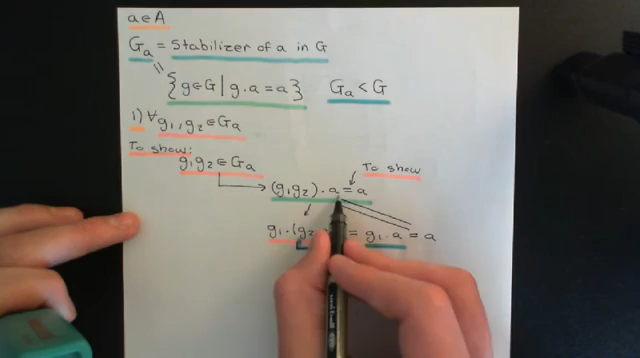 a ∈ A
Gₐ = Stabilizer of a in G
= {g ∈ G | g.a = a} Gₐ < G
1) ∀ g₁, g₂ ∈ Gₐ
To show:
g₁g₂ ∈ Gₐ
To show
(g₁g₂).a = a
g₁.(g₂ = g₁.a = a